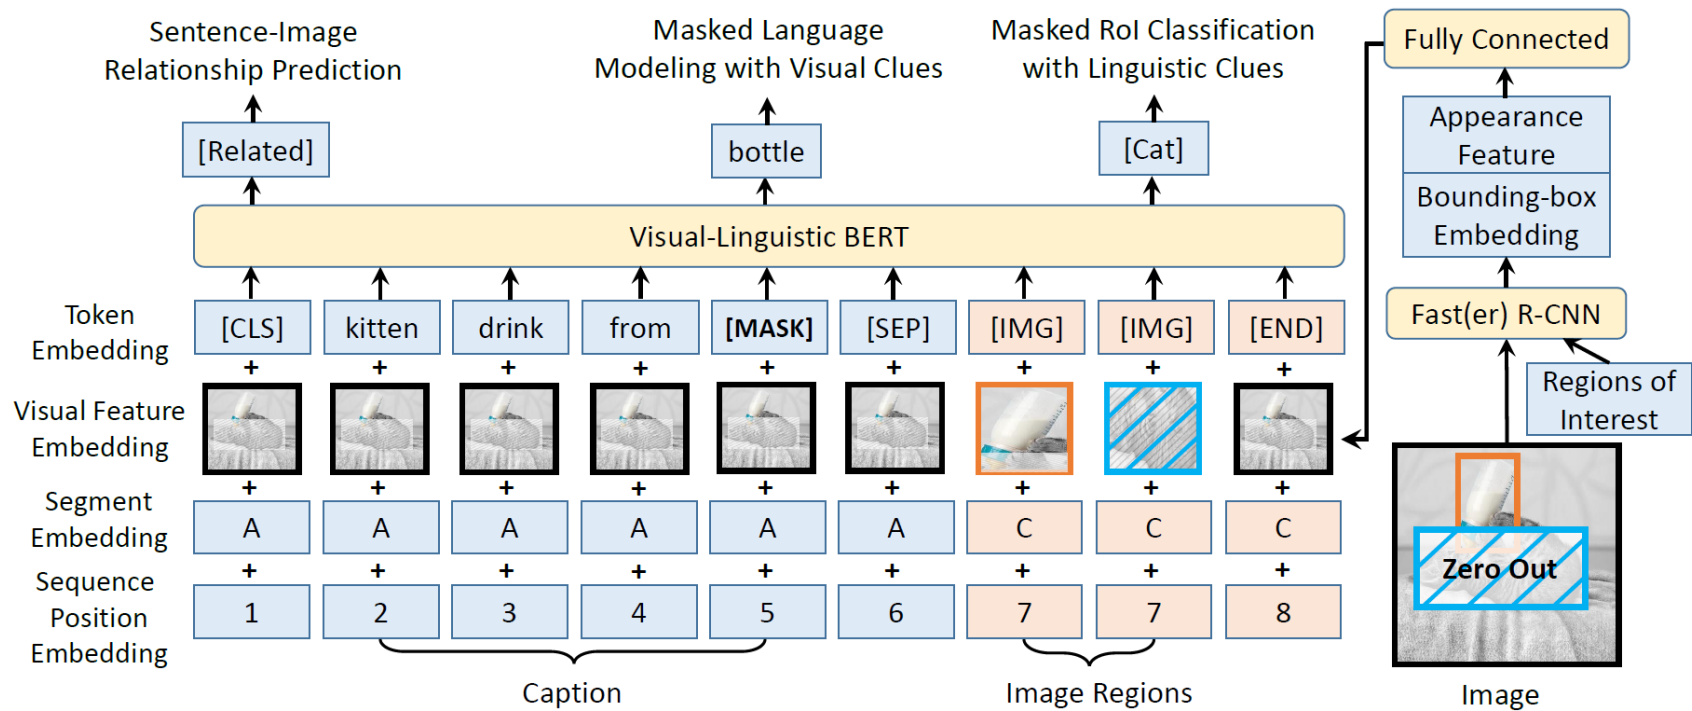 Sentence-Image
Relationship Prediction
Masked Language
Modeling with Visual Clues
Masked RoI Classification
with Linguistic Clues
Fully Connected
[Related]
bottle
[Cat]
Appearance
Feature
Bounding-box
Embedding
Visual-Linguistic BERT
Token
Embedding
[CLS] kitten drink from [MASK] [SEP] [IMG] [IMG] [END]
Fast(er) R-CNN
+ + + + + + + + +
Regions of
Interest
Visual Feature
Embedding
+ + + + + + + + +
Segment
Embedding
A A A A A A C C C
+ + + + + + + + +
Zero Out
Sequence
Position
Embedding
1 2 3 4 5 6 7 7 8
Caption
Image Regions
Image